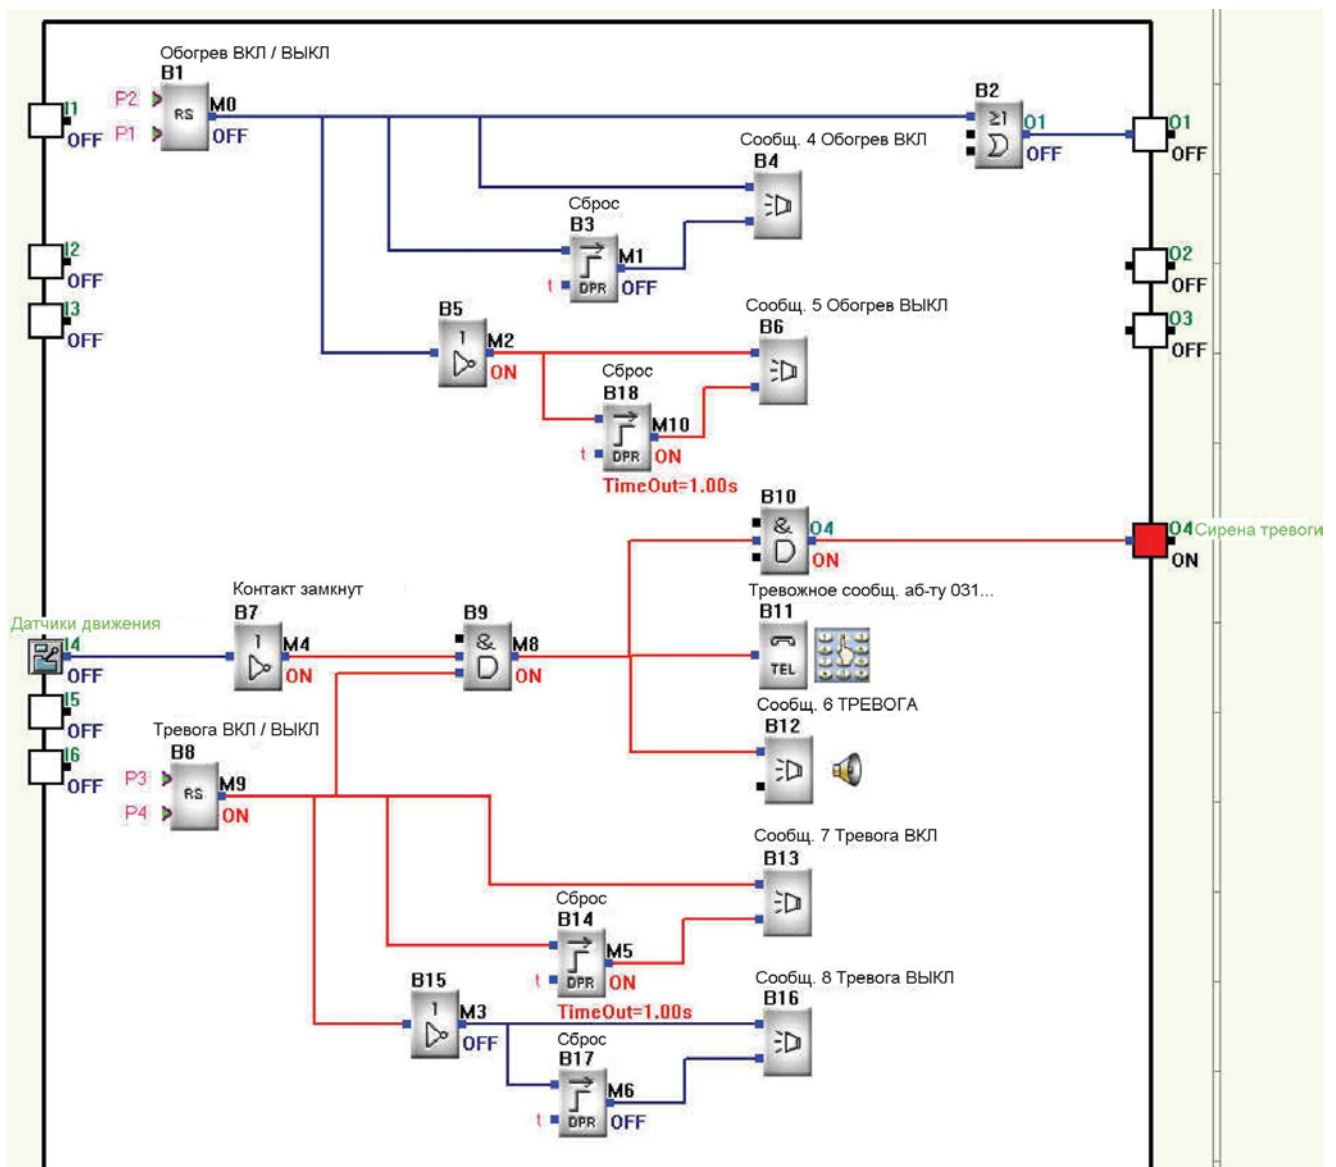 Обогрев ВКЛ / ВЫКЛ
B1
P2
P1
RS
M0
OFF
I1
OFF
B2
≥1
O1
OFF
O1
OFF
Сообщ. 4 Обогрев ВКЛ
B4
Сброс
B3
DPR
t
M1
OFF
I2
OFF
O2
OFF
I3
OFF
O3
OFF
B5
1
M2
ON
Сообщ. 5 Обогрев ВЫКЛ
B6
Сброс
B18
DPR
t
M10
ON
TimeOut=1.00s
B10
&
O4
ON
O4
Сирена тревоги
ON
Контакт замкнут
B7
1
M4
ON
Датчики движения
I4
OFF
B9
&
M8
ON
Тревожное сообщ. аб-ту 031...
B11
TEL
I5
OFF
Сообщ. 6 ТРЕВОГА
B12
Тревога ВКЛ / ВЫКЛ
B8
I6
OFF
P3
P4
RS
M9
ON
Сообщ. 7 Тревога ВКЛ
B13
Сброс
B14
DPR
t
M5
ON
TimeOut=1.00s
B15
1
M3
OFF
Сообщ. 8 Тревога ВЫКЛ
B16
Сброс
B17
DPR
t
M6
OFF